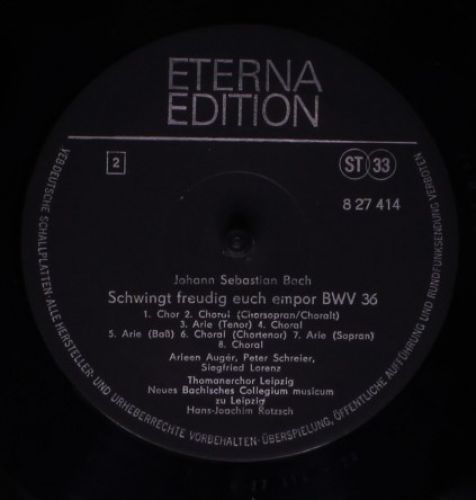 ETERNA
EDITION
2
ST 33
8 27 414
Johann Sebastian Bach
Schwingt freudig euch empor BWV 36
1. Chor 2. Choral (Chorsopran/Choralt)
3. Arie (Tenor) 4. Choral
5. Arie (Baß) 6. Choral (Chortenor) 7. Arie (Sopran)
8. Choral
Arleen Augér, Peter Schreier,
Siegfried Lorenz
Thomanerchor Leipzig
Neues Bachisches Collegium musicum
zu Leipzig
Hans-Joachim Rotzsch
VEB DEUTSCHE SCHALLPLATTEN · ALLE HERSTELLER- UND URHEBERRECHTE VORBEHALTEN · ÜBERSPIELUNG, ÖFFENTLICHE AUFFÜHRUNG UND RUNDFUNKSENDUNG VERBOTEN